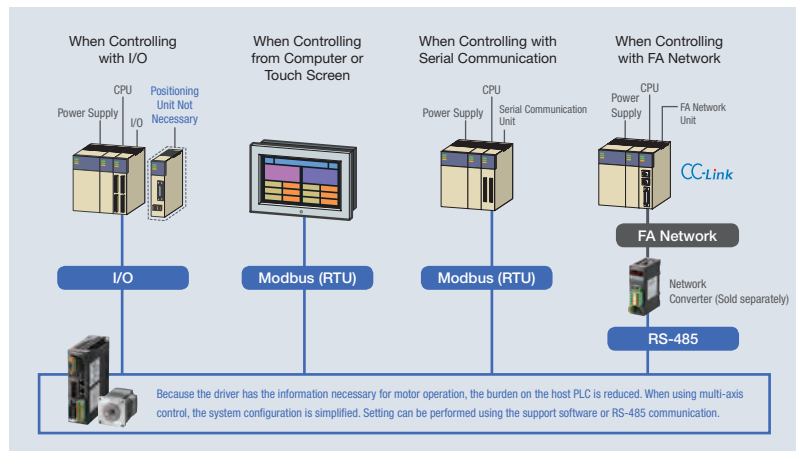 When Controlling
with I/O
When Controlling
from Computer or
Touch Screen
When Controlling with
Serial Communication
When Controlling
with FA Network
Power Supply
CPU
I/O
Positioning
Unit Not
Necessary
Power Supply
CPU
Serial Communication
Unit
Power
Supply
CPU
FA Network
Unit
CC-Link
FA Network
I/O
Modbus (RTU)
Modbus (RTU)
Network
Converter (Sold separately)
RS-485
Because the driver has the information necessary for motor operation, the burden on the host PLC is reduced. When using multi-axis
control, the system configuration is simplified. Setting can be performed using the support software or RS-485 communication.